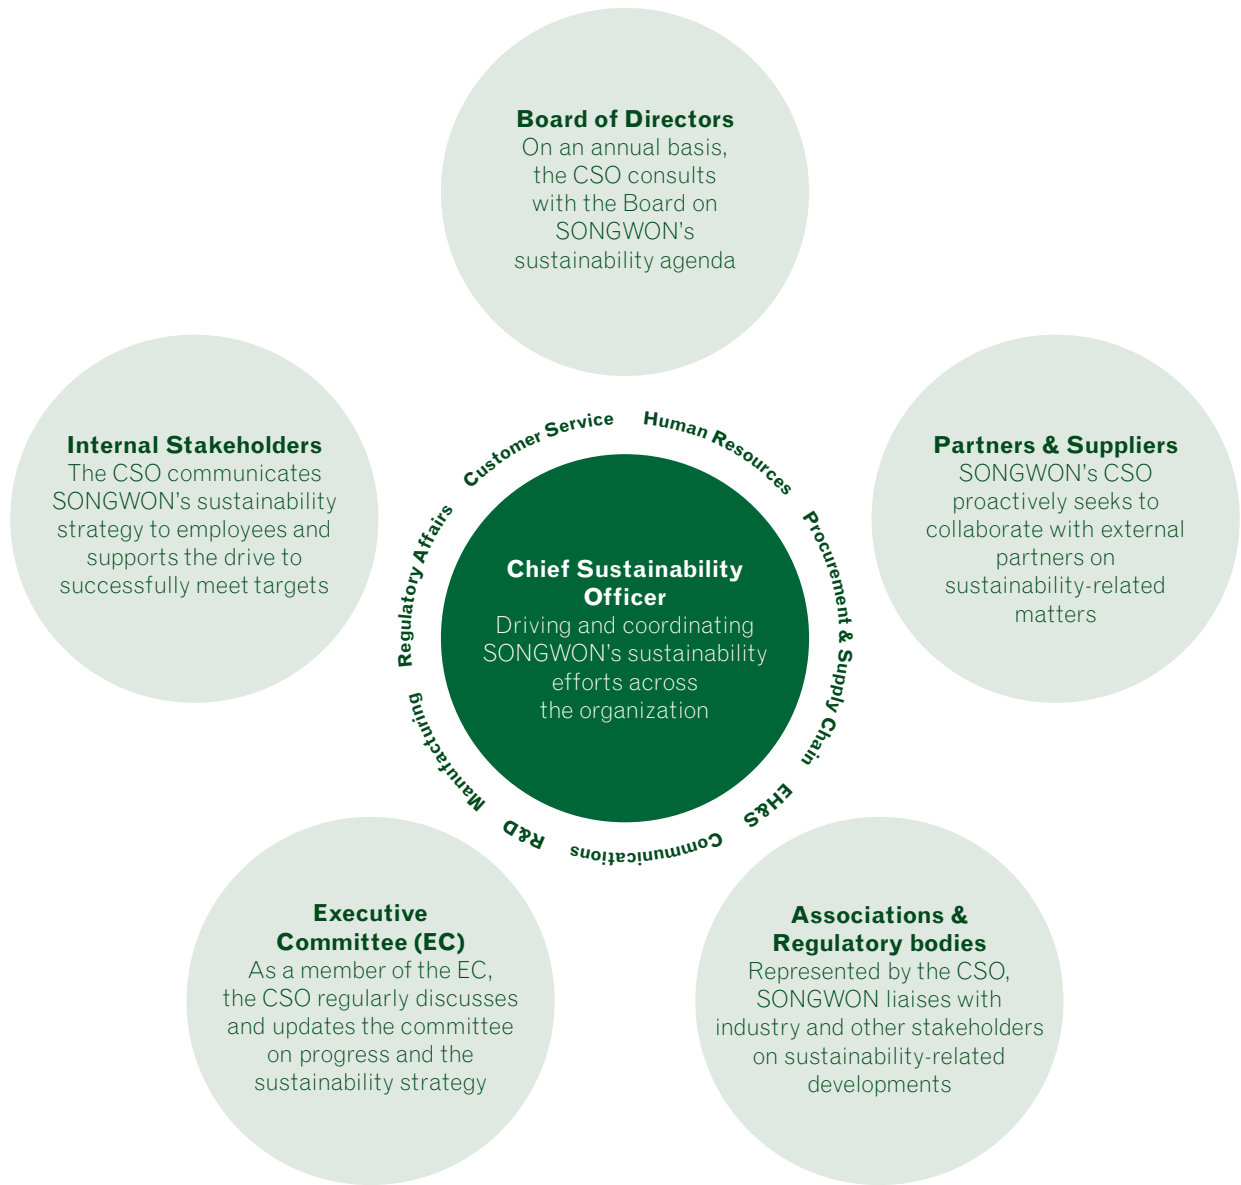 Board of Directors
On an annual basis,
the CSO consults
with the Board on
SONGWON’s
sustainability agenda
Internal Stakeholders
The CSO communicates
SONGWON’s sustainability
strategy to employees and
supports the drive to
successfully meet targets
Partners & Suppliers
SONGWON’s CSO
proactively seeks to
collaborate with external
partners on
sustainability-related
matters
Customer Service
Human Resources
Procurement & Supply Chain
EH&S
Communications
R&D
Manufacturing
Regulatory Affairs
Chief Sustainability
Officer
Driving and coordinating
SONGWON’s sustainability
efforts across
the organization
Executive
Committee (EC)
As a member of the EC,
the CSO regularly discusses
and updates the committee
on progress and the
sustainability strategy
Associations &
Regulatory bodies
Represented by the CSO,
SONGWON liaises with
industry and other stakeholders
on sustainability-related
developments